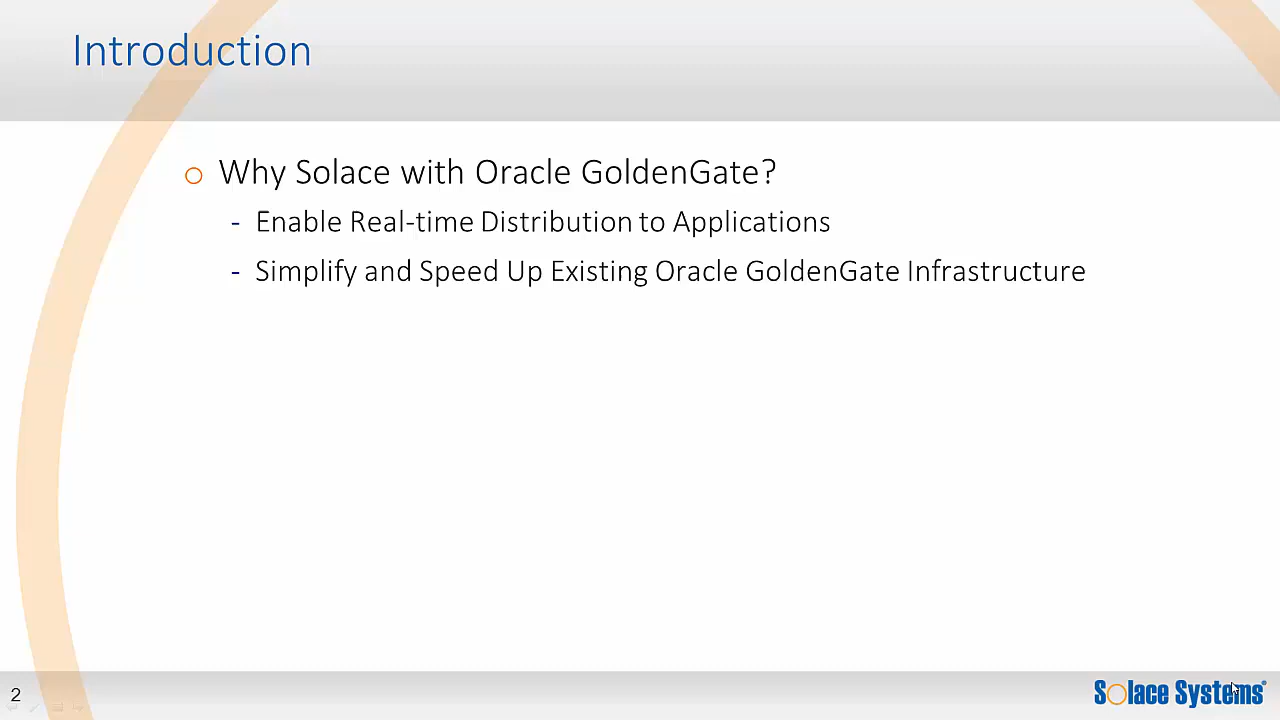 Introduction
Why Solace with Oracle GoldenGate?
- Enable Real-time Distribution to Applications
- Simplify and Speed Up Existing Oracle GoldenGate Infrastructure
2
Solace Systems®